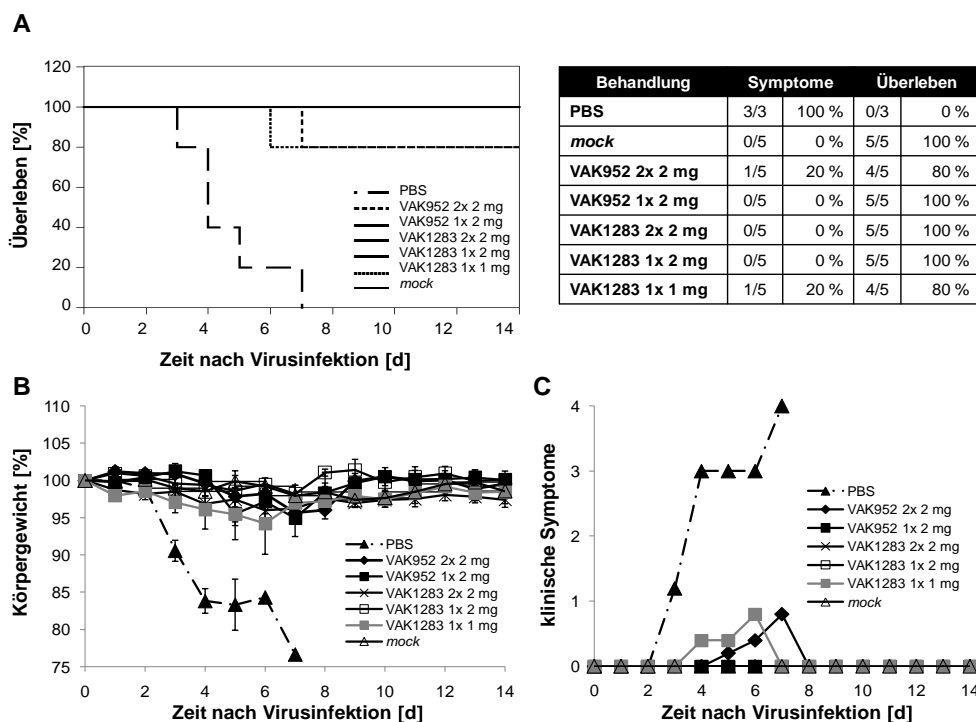 A
120
100
80
60
40
20
0
Überleben [%]
0 2 4 6 8 10 12 14
Zeit nach Virusinfektion [d]
PBS
VAK952 2x 2 mg
VAK952 1x 2 mg
VAK1283 2x 2 mg
VAK1283 1x 2 mg
VAK1283 1x 1 mg
mock
Behandlung Symptome Überleben
PBS 3/3 100 % 0/3 0 %
mock 0/5 0 % 5/5 100 %
VAK952 2x 2 mg 1/5 20 % 4/5 80 %
VAK952 1x 2 mg 0/5 0 % 5/5 100 %
VAK1283 2x 2 mg 0/5 0 % 5/5 100 %
VAK1283 1x 2 mg 0/5 0 % 5/5 100 %
VAK1283 1x 1 mg 1/5 20 % 4/5 80 %
B
110
105
100
95
90
85
80
75
Körpergewicht [%]
0 2 4 6 8 10 12 14
Zeit nach Virusinfektion [d]
PBS
VAK952 2x 2 mg
VAK952 1x 2 mg
VAK1283 2x 2 mg
VAK1283 1x 2 mg
VAK1283 1x 1 mg
mock
C
4
3
2
1
0
klinische Symptome
0 2 4 6 8 10 12 14
Zeit nach Virusinfektion [d]
PBS
VAK952 2x 2 mg
VAK952 1x 2 mg
VAK1283 2x 2 mg
VAK1283 1x 2 mg
VAK1283 1x 1 mg
mock